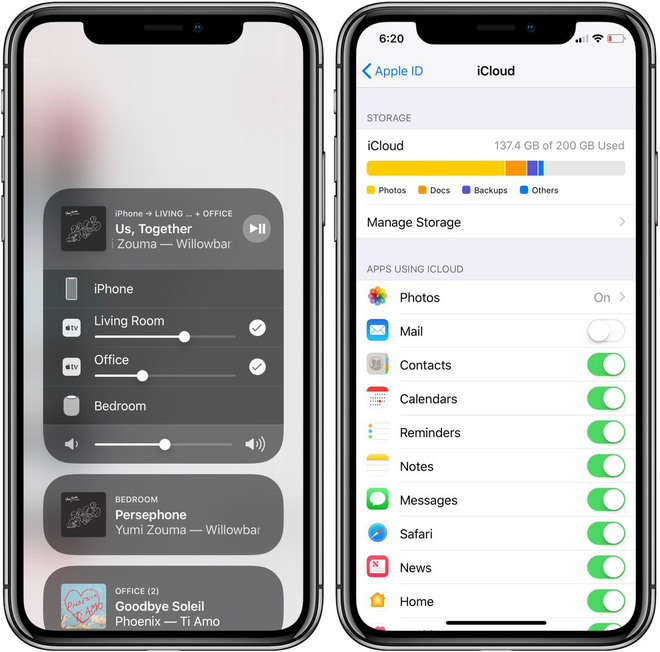 iPhone → LIVING ... + OFFICE
Us, Together
i Zouma — Willowbar
iPhone
tv
Living Room
tv
Office
Bedroom
BEDROOM
Persephone
Yumi Zouma — Willowbar
OFFICE (2)
PHOENIX
TI AMO
Goodbye Soleil
Phoenix — Ti Amo
6:20
Apple ID
iCloud
STORAGE
iCloud 137.4 GB of 200 GB Used
Photos Docs Backups Others
Manage Storage
APPS USING ICLOUD
Photos On
Mail
Contacts
Calendars
Reminders
Notes
Messages
Safari
News
Home